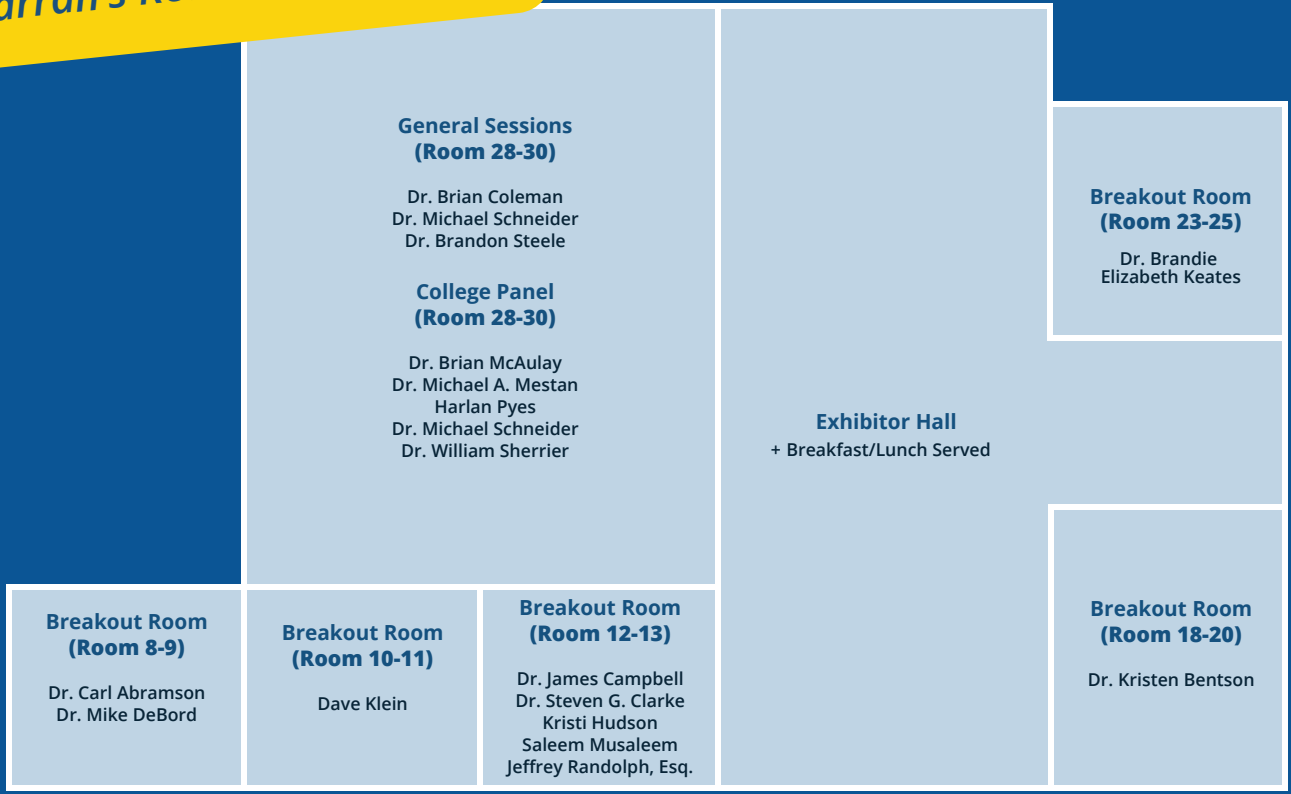 General Sessions
(Room 28-30)
Dr. Brian Coleman
Dr. Michael Schneider
Dr. Brandon Steele
College Panel
(Room 28-30)
Dr. Brian McAulay
Dr. Michael A. Mestan
Harlan Pyes
Dr. Michael Schneider
Dr. William Sherrier
Exhibitor Hall
+ Breakfast/Lunch Served
Breakout Room
(Room 23-25)
Dr. Brandie
Elizabeth Keates
Breakout Room
(Room 8-9)
Dr. Carl Abramson
Dr. Mike DeBord
Breakout Room
(Room 10-11)
Dave Klein
Breakout Room
(Room 12-13)
Dr. James Campbell
Dr. Steven G. Clarke
Kristi Hudson
Saleem Musaleem
Jeffrey Randolph, Esq.
Breakout Room
(Room 18-20)
Dr. Kristen Bentson